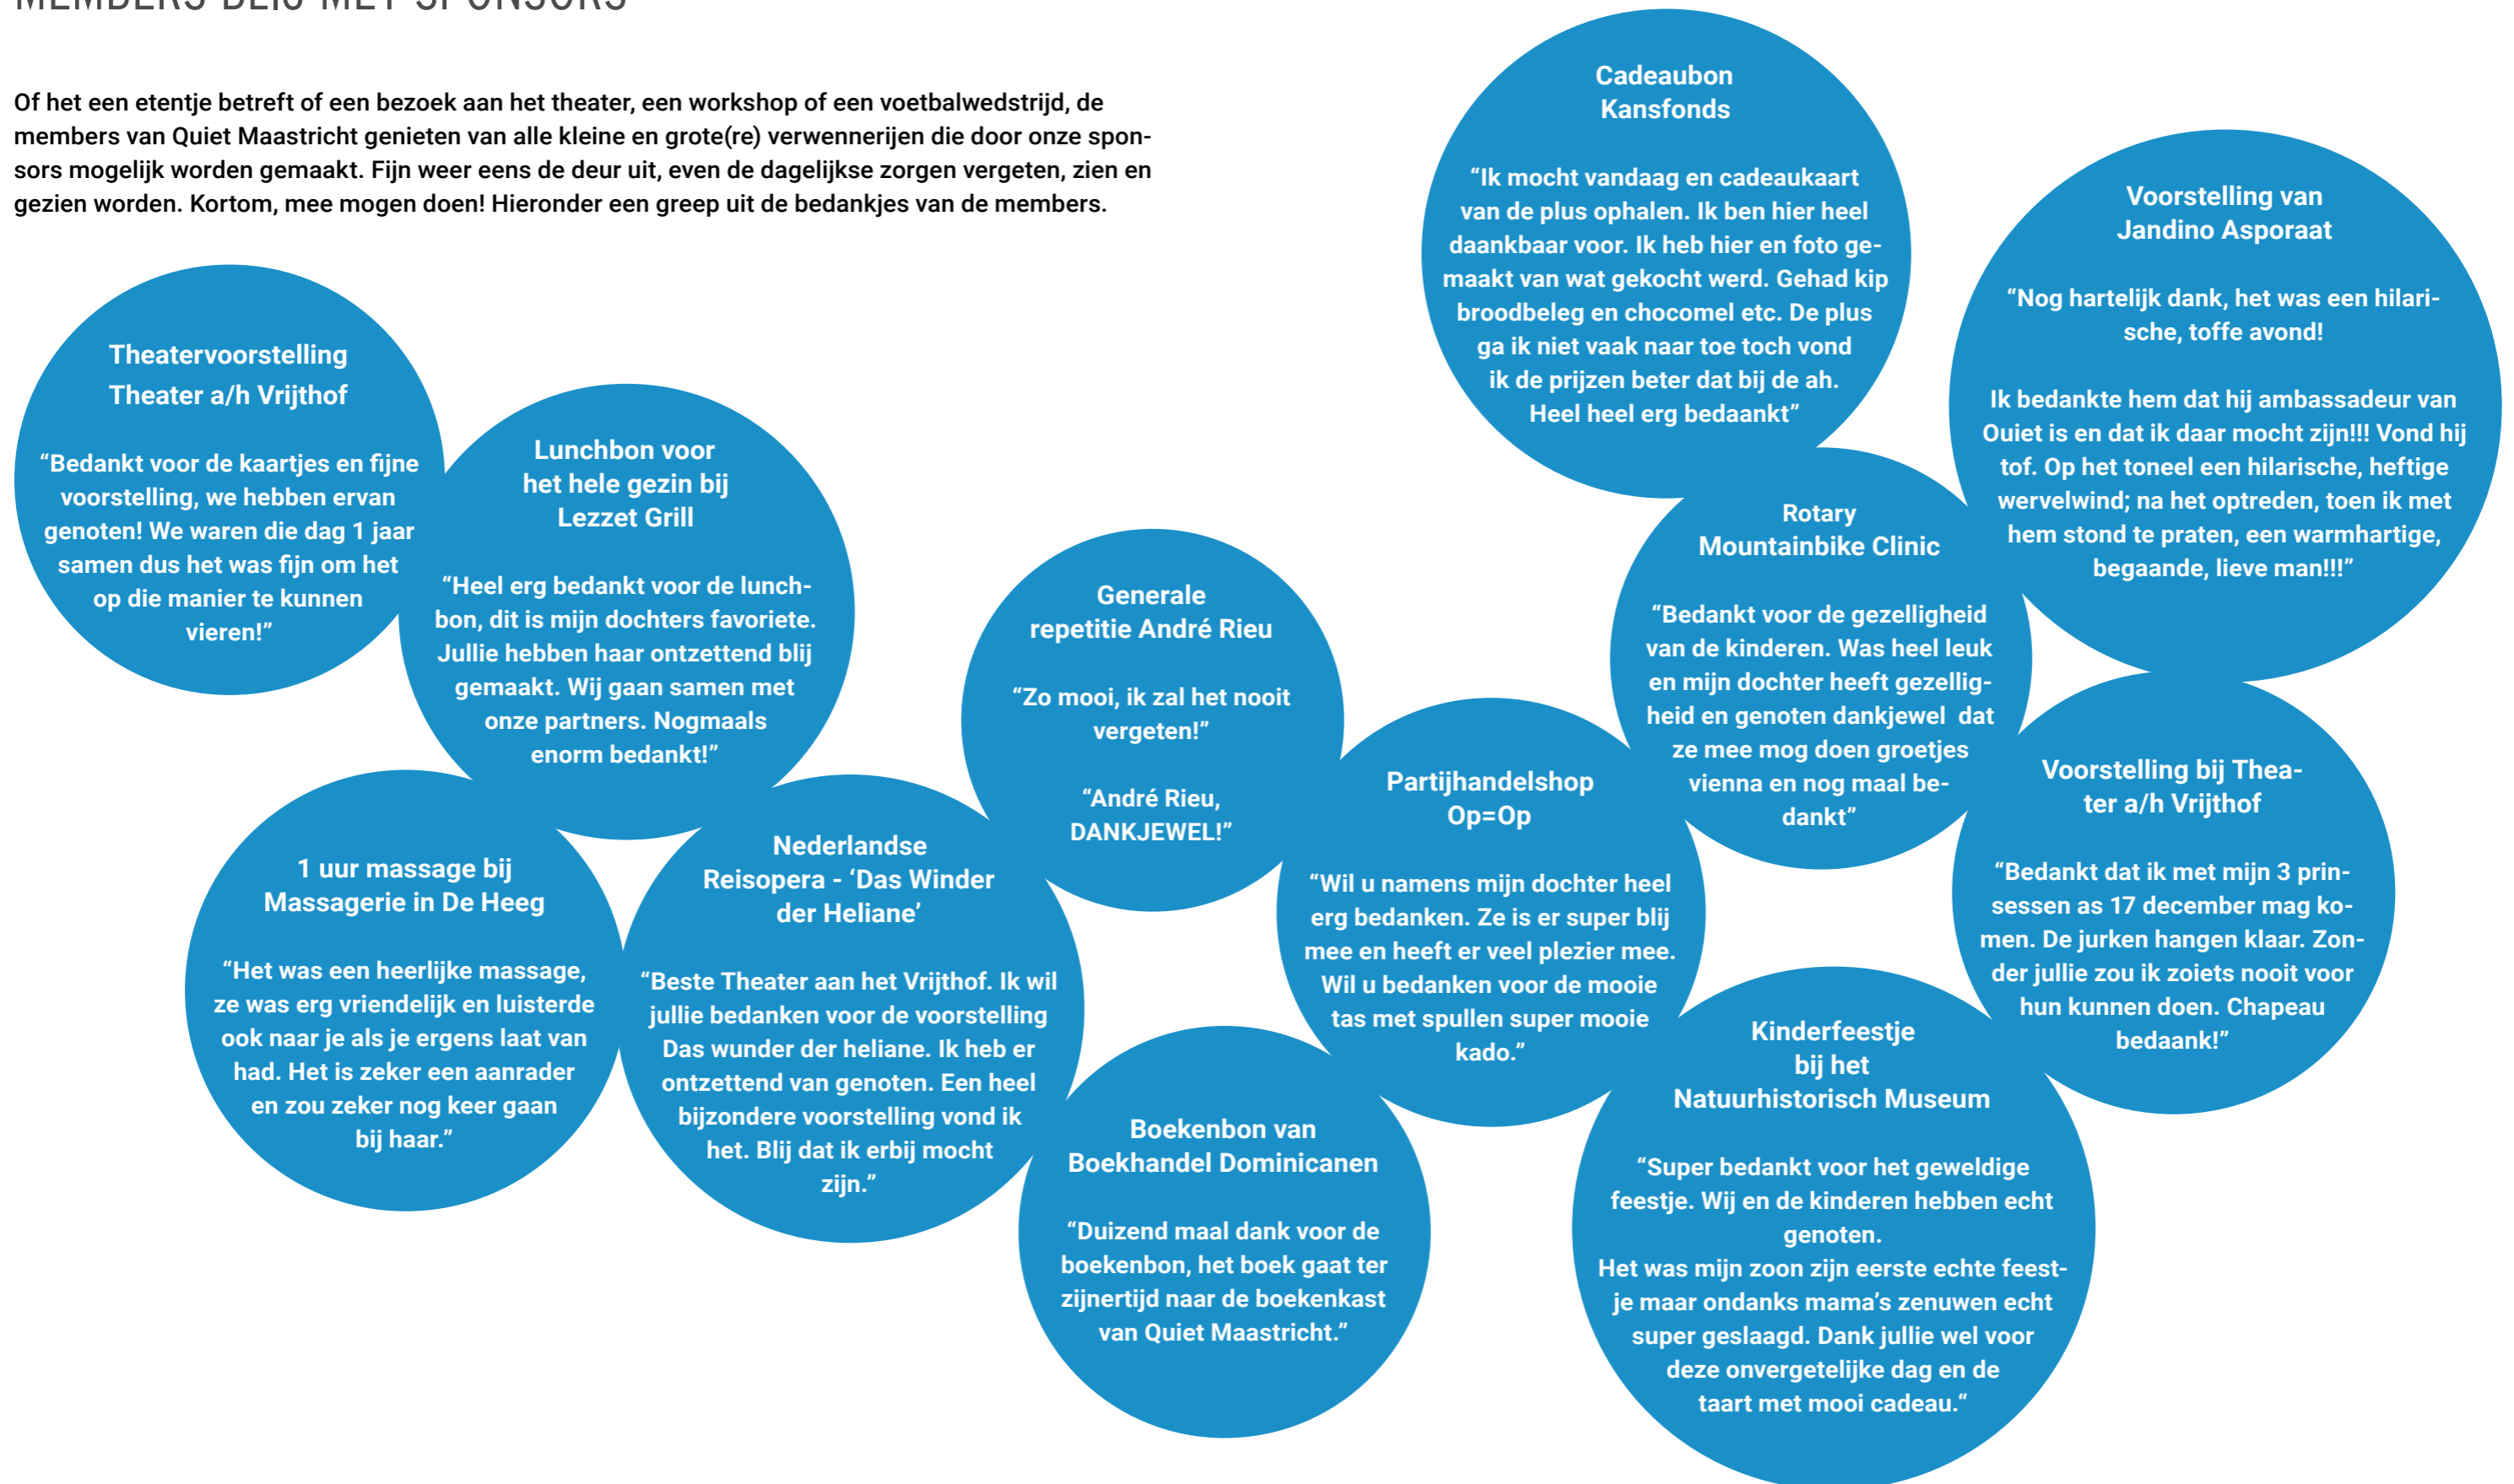 MEMBERS BLIJ MET SPONSORS
Of het een etentje betreft of een bezoek aan het theater, een workshop of een voetbalwedstrijd, de
members van Quiet Maastricht genieten van alle kleine en grote(re) verwennerijen die door onze spon-
sors mogelijk worden gemaakt. Fijn weer eens de deur uit, even de dagelijkse zorgen vergeten, zien en
gezien worden. Kortom, mee mogen doen! Hieronder een greep uit de bedankjes van de members.
Theatervoorstelling
Theater a/h Vrijthof
“Bedankt voor de kaartjes en fijne
voorstelling, we hebben ervan
genoten! We waren die dag 1 jaar
samen dus het was fijn om het
op die manier te kunnen
vieren!”
Lunchbon voor
het hele gezin bij
Lezzet Grill
“Heel erg bedankt voor de lunch-
bon, dit is mijn dochters favoriete.
Jullie hebben haar ontzettend blij
gemaakt. Wij gaan samen met
onze partners. Nogmaals
enorm bedankt!”
1 uur massage bij
Massagerie in De Heeg
“Het was een heerlijke massage,
ze was erg vriendelijk en luisterde
ook naar je als je ergens laat van
had. Het is zeker een aanrader
en zou zeker nog keer gaan
bij haar.”
Nederlandse
Reisopera - ‘Das Winder
der Heliane’
“Beste Theater aan het Vrijthof. Ik wil
jullie bedanken voor de voorstelling
Das wunder der heliane. Ik heb er
ontzettend van genoten. Een heel
bijzondere voorstelling vond ik
het. Blij dat ik erbij mocht
zijn.”
Generale
repetitie André Rieu
“Zo mooi, ik zal het nooit
vergeten!”
“André Rieu,
DANKJEWEL!”
Boekenbon van
Boekhandel Dominicanen
“Duizend maal dank voor de
boekenbon, het boek gaat ter
zijnertijd naar de boekenkast
van Quiet Maastricht.”
Partijhandelshop
Op=Op
“Wil u namens mijn dochter heel
erg bedanken. Ze is er super blij
mee en heeft er veel plezier mee.
Wil u bedanken voor de mooie
tas met spullen super mooie
kado.”
Cadeaubon
Kansfonds
“Ik mocht vandaag en cadeaukaart
van de plus ophalen. Ik ben hier heel
daankbaar voor. Ik heb hier en foto ge-
maakt van wat gekocht werd. Gehad kip
broodbeleg en chocomel etc. De plus
ga ik niet vaak naar toe toch vond
ik de prijzen beter dat bij de ah.
Heel heel erg bedaankt”
Rotary
Mountainbike Clinic
“Bedankt voor de gezelligheid
van de kinderen. Was heel leuk
en mijn dochter heeft gezellig-
heid en genoten dankjewel  dat
ze mee mog doen groetjes
vienna en nog maal be-
dankt”
Voorstelling van
Jandino Asporaat
“Nog hartelijk dank, het was een hilari-
sche, toffe avond!
Ik bedankte hem dat hij ambassadeur van
Ouiet is en dat ik daar mocht zijn!!! Vond hij
tof. Op het toneel een hilarische, heftige
wervelwind; na het optreden, toen ik met
hem stond te praten, een warmhartige,
begaande, lieve man!!!”
Voorstelling bij Thea-
ter a/h Vrijthof
“Bedankt dat ik met mijn 3 prin-
sessen as 17 december mag ko-
men. De jurken hangen klaar. Zon-
der jullie zou ik zoiets nooit voor
hun kunnen doen. Chapeau
bedaank!”
Kinderfeestje
bij het
Natuurhistorisch Museum
“Super bedankt voor het geweldige
feestje. Wij en de kinderen hebben echt
genoten.
Het was mijn zoon zijn eerste echte feest-
je maar ondanks mama’s zenuwen echt
super geslaagd. Dank jullie wel voor
deze onvergetelijke dag en de
taart met mooi cadeau.“